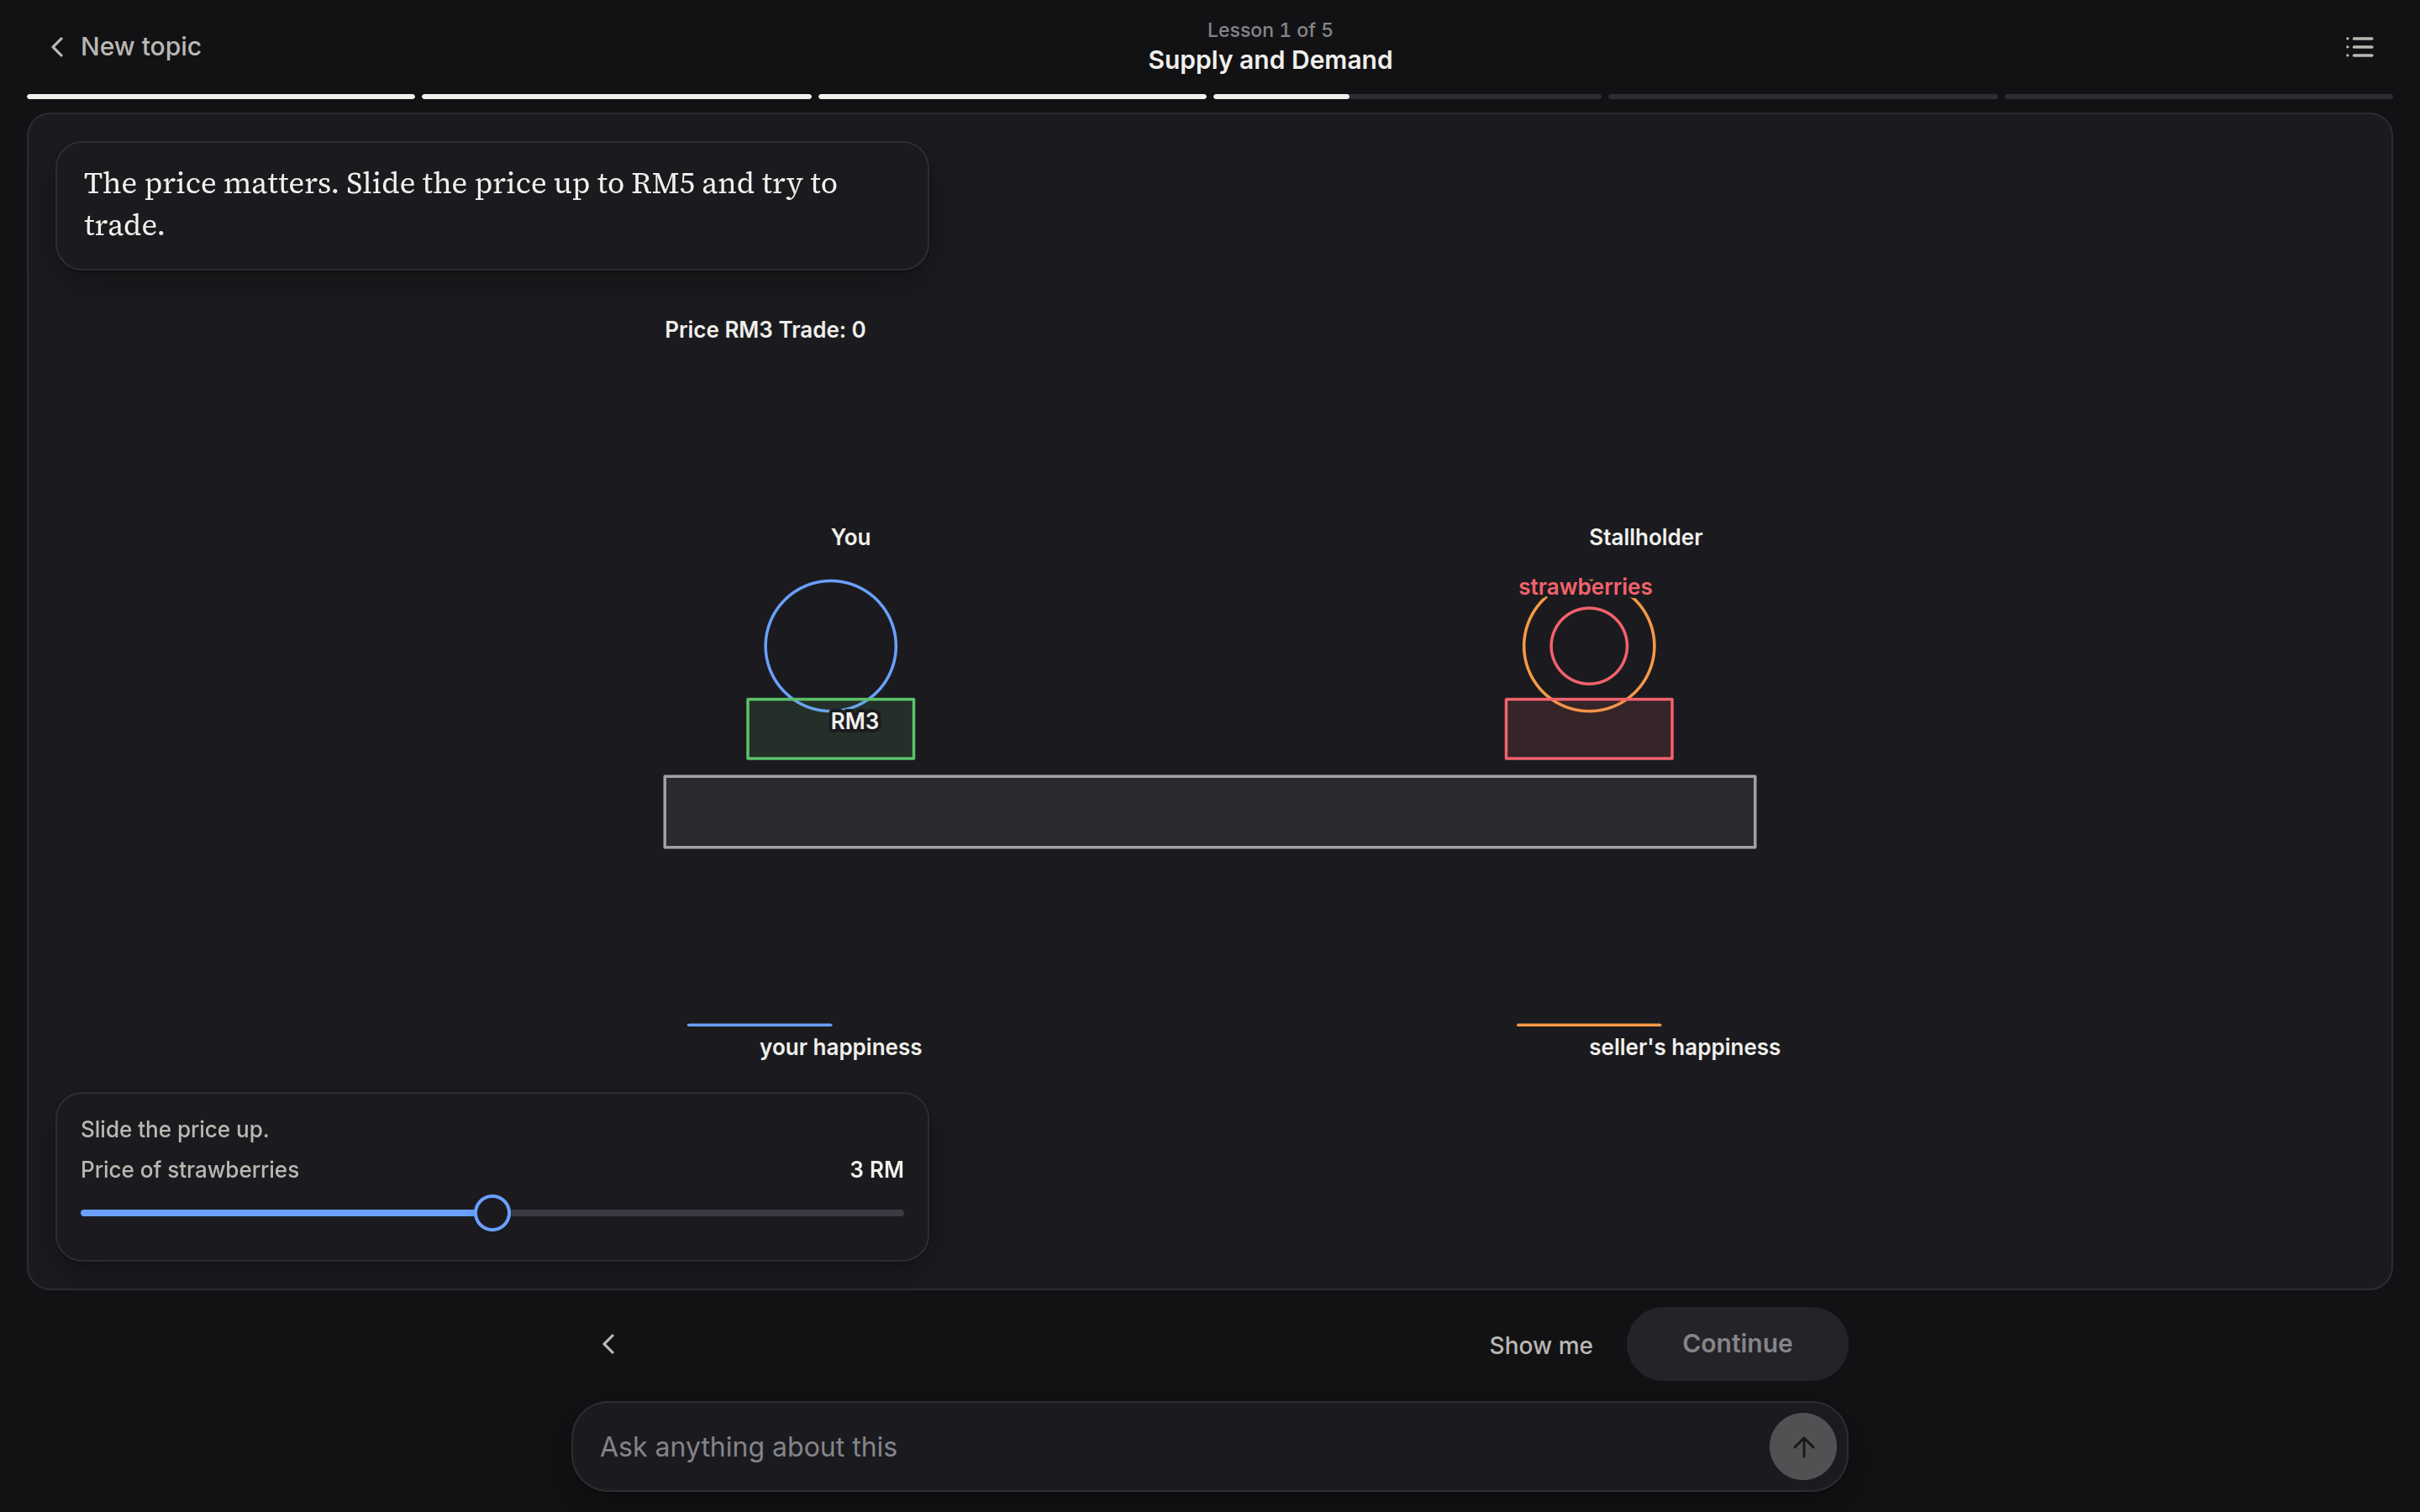 New topic
Lesson 1 of 5
Supply and Demand
The price matters. Slide the price up to RM5 and try to
trade.
Price RM3 Trade: 0
You
Stallholder
strawberries
RM3
your happiness
seller's happiness
Slide the price up.
Price of strawberries
3 RM
Show me
Continue
Ask anything about this